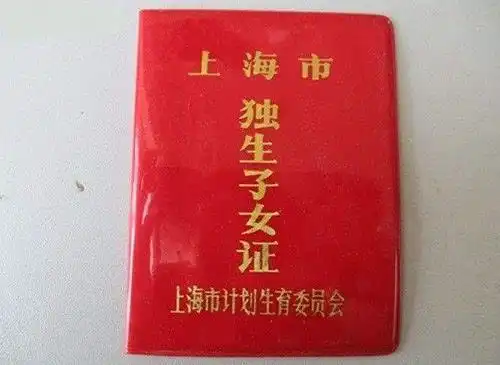 上海市
独生子女证
上海市计划生育委员会